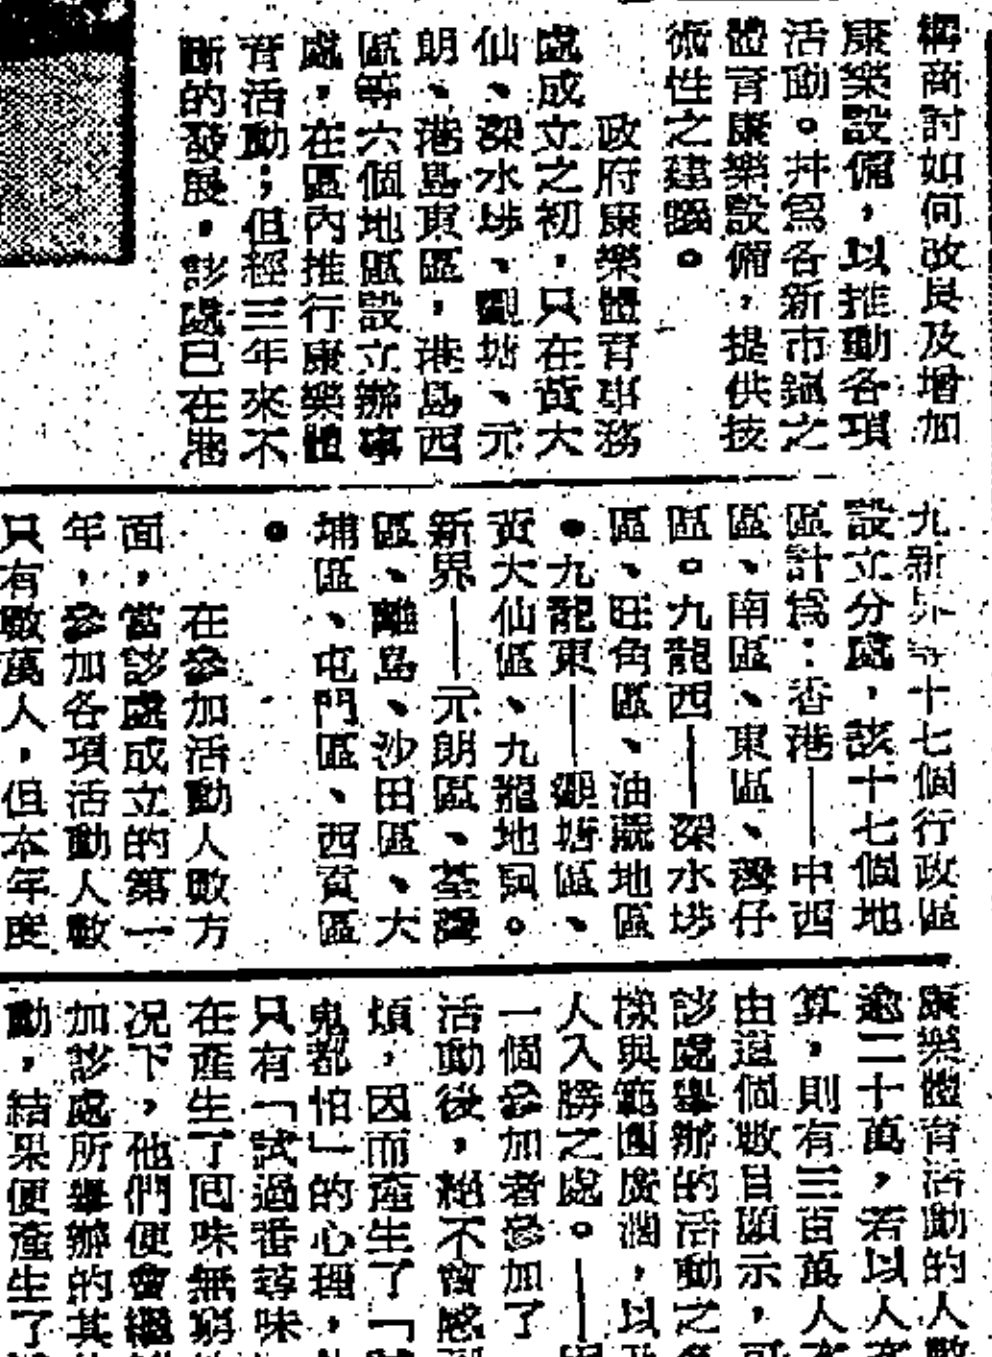 構商討如何改良及增加
康樂設備，以推動各項
活動。并爲各新市鎮之
體育康樂設備，提供技
術性之建議。
政府康樂體育事務
處成立之初，只在黃大
仙、深水埗、觀塘、元
朗、港島東區，港島西
區等六個地區設立辦事
處，在區內推行康樂體
育活動；但經三年來不
斷的發展，該處已在港
九新界等十七個行政區
設立分處，該十七個地
區計爲：香港——中西
區、南區、東區、灣仔
區。九龍西——深水埗
區、旺角區、油蔴地區
。九龍東——觀塘區、
黃大仙區、九龍地區。
新界——元朗區、荃灣
區、離島、沙田區、大
埔區、屯門區、西貢區
。
在參加活動人數方
面，當該處成立的第一
年，參加各項活動人數
只有數萬人，但本年度
康樂體育活動的人數
逾二十萬，若以人次
算，則有三百萬人次
由這個數目顯示，可
該處舉辦的活動之多
樣與範圍廣濶，以及
人入勝之處。——
一個參加者參加了
活動後，絕不會感到
煩，因而產生了「
鬼都怕」的心理，
只有「試過番尋味
在產生了囘味無窮
况下，他們便會繼
加該處所舉辦的其
動，結果便產生了